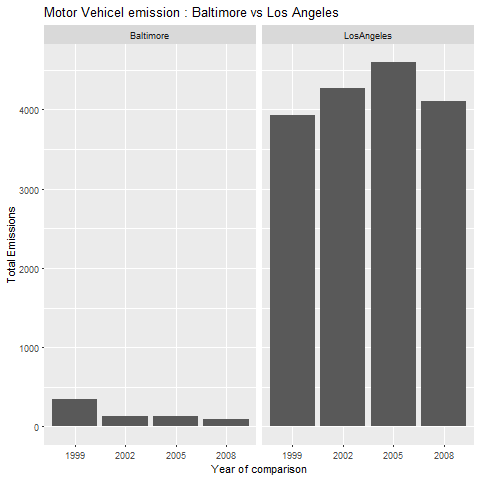 Motor Vehicel emission : Baltimore vs Los Angeles
Baltimore
LosAngeles
4000
3000
2000
1000
0
Total Emissions
1999 2002 2005 2008
1999 2002 2005 2008
Year of comparison